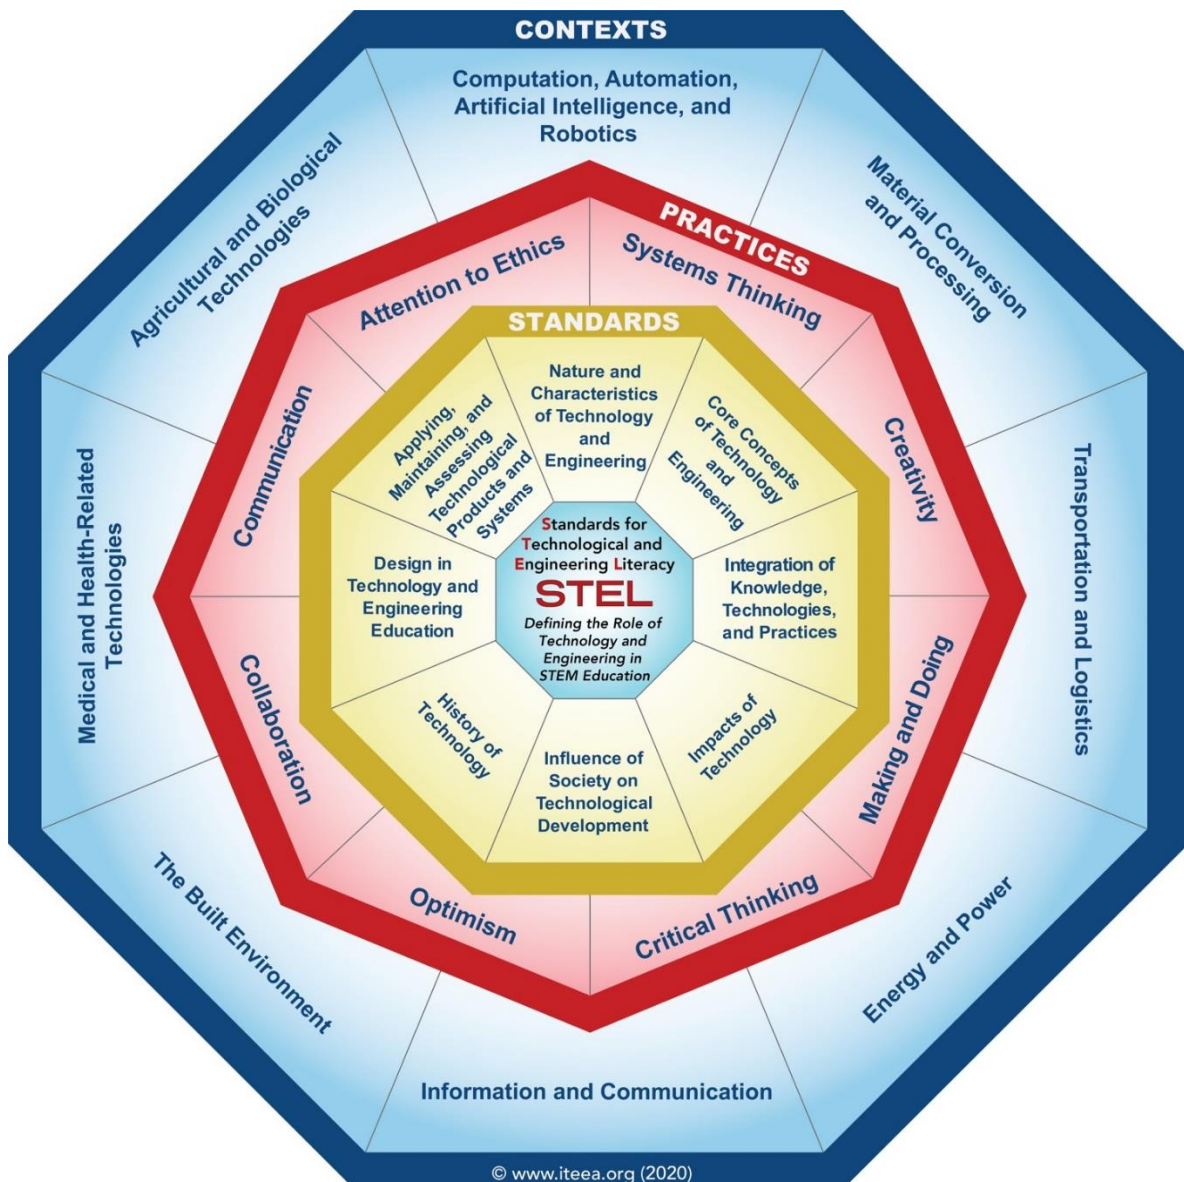 CONTEXTS
Computation, Automation,
Artificial Intelligence, and
Robotics
Material Conversion
and Processing
Transportation and Logistics
Energy and Power
Information and Communication
The Built Environment
Medical and Health-Related
Technologies
Agricultural and Biological
Technologies
PRACTICES
Systems Thinking
Creativity
Making and Doing
Critical Thinking
Optimism
Collaboration
Communication
Attention to Ethics
STANDARDS
Nature and
Characteristics
of Technology
and
Engineering
Core Concepts
of Technology
and
Engineering
Integration of
Knowledge,
Technologies,
and Practices
Impacts of
Technology
Influence of
Society on
Technological
Development
History of
Technology
Design in
Technology and
Engineering
Education
Applying,
Maintaining, and
Assessing
Technological
Products and
Systems
Standards for
Technological and
Engineering Literacy
STEL
Defining the Role of
Technology and
Engineering in
STEM Education
© www.iteea.org (2020)